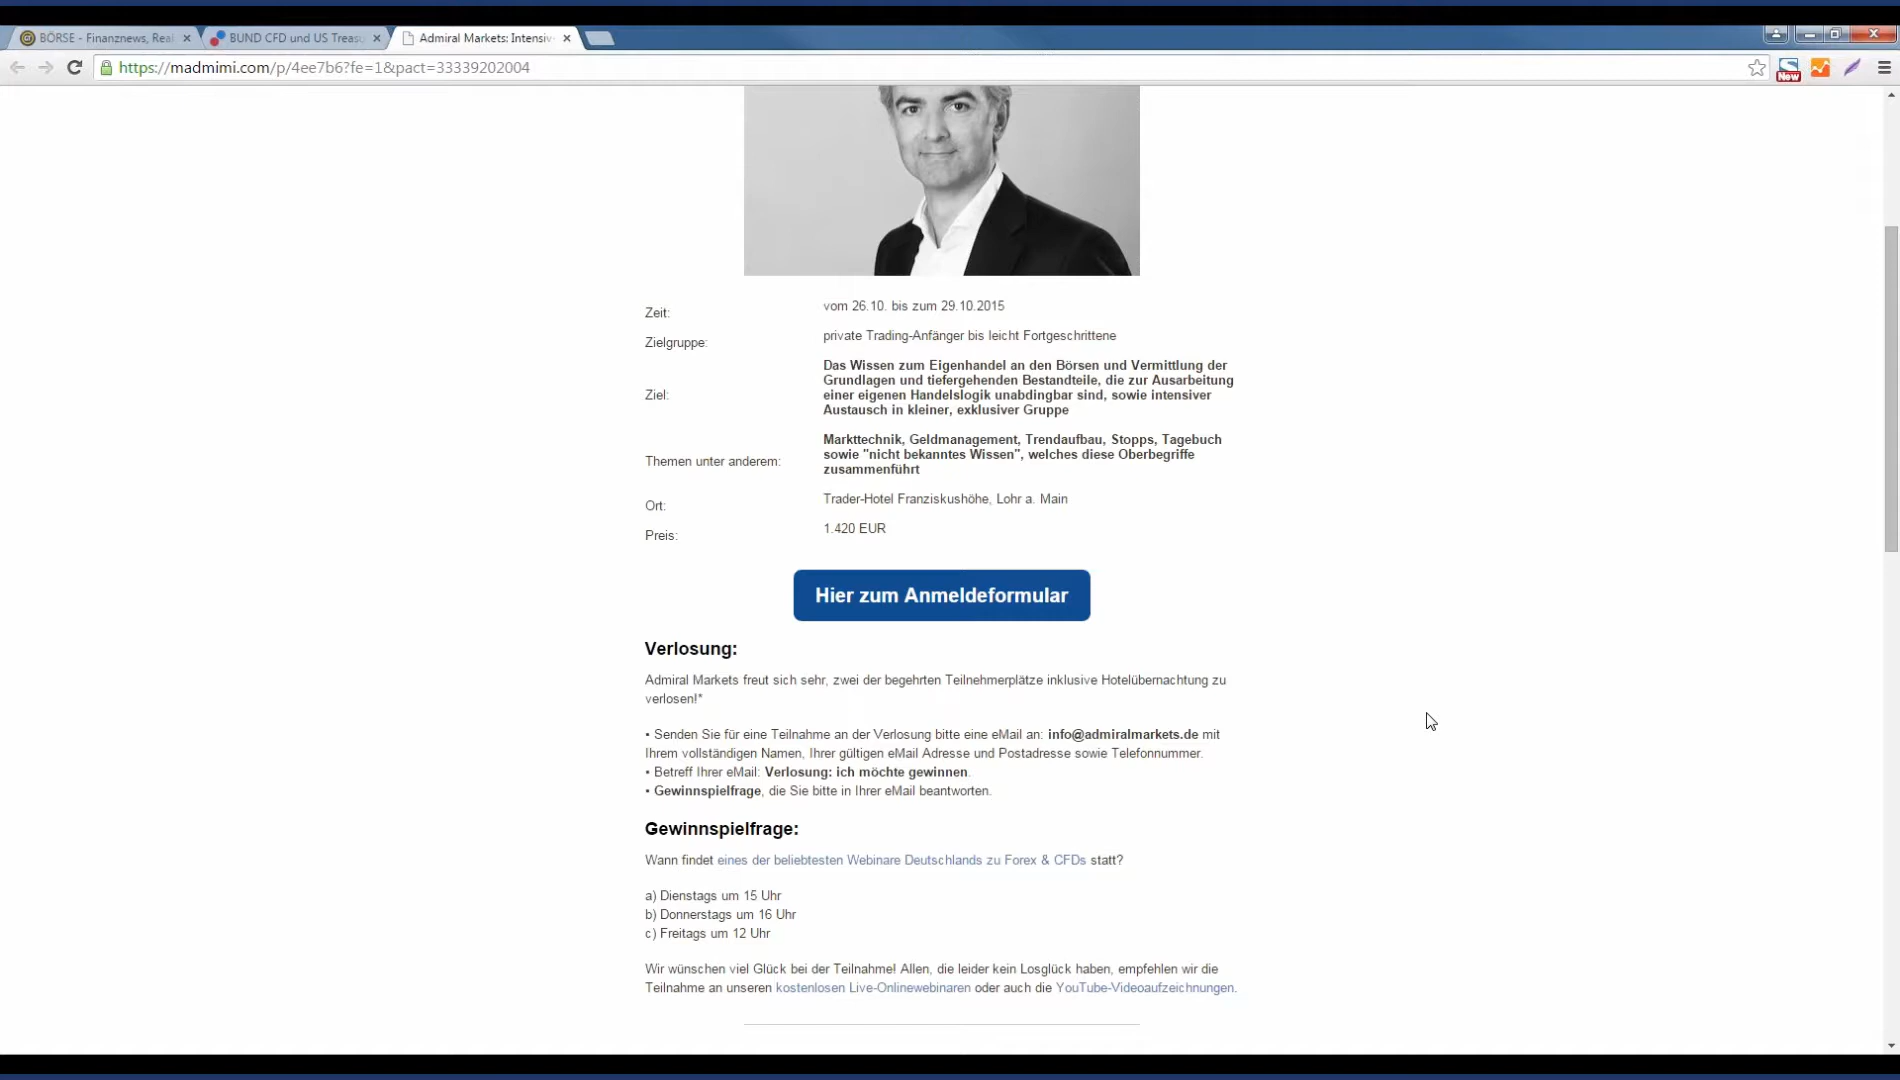 BÖRSE - Finanznews, Real
BUND CFD und US Treasu
Admiral Markets: Intensiv-
https://madmimi.com/p/4ee7b6?fe=1&pact=33339202004
New
Zeit: vom 26.10. bis zum 29.10.2015
Zielgruppe: private Trading-Anfänger bis leicht Fortgeschrittene
Ziel:
Das Wissen zum Eigenhandel an den Börsen und Vermittlung der
Grundlagen und tiefergehenden Bestandteile, die zur Ausarbeitung
einer eigenen Handelslogik unabdingbar sind, sowie intensiver
Austausch in kleiner, exklusiver Gruppe
Themen unter anderem:
Markttechnik, Geldmanagement, Trendaufbau, Stopps, Tagebuch
sowie "nicht bekanntes Wissen", welches diese Oberbegriffe
zusammenführt
Ort: Trader-Hotel Franziskushöhe, Lohr a. Main
Preis: 1.420 EUR
Hier zum Anmeldeformular
Verlosung:
Admiral Markets freut sich sehr, zwei der begehrten Teilnehmerplätze inklusive Hotelübernachtung zu
verlosen!*
• Senden Sie für eine Teilnahme an der Verlosung bitte eine eMail an: info@admiralmarkets.de mit
Ihrem vollständigen Namen, Ihrer gültigen eMail Adresse und Postadresse sowie Telefonnummer.
• Betreff Ihrer eMail: Verlosung: ich möchte gewinnen.
• Gewinnspielfrage, die Sie bitte in Ihrer eMail beantworten.
Gewinnspielfrage:
Wann findet eines der beliebtesten Webinare Deutschlands zu Forex & CFDs statt?
a) Dienstags um 15 Uhr
b) Donnerstags um 16 Uhr
c) Freitags um 12 Uhr
Wir wünschen viel Glück bei der Teilnahme! Allen, die leider kein Losglück haben, empfehlen wir die
Teilnahme an unseren kostenlosen Live-Onlinewebinaren oder auch die YouTube-Videoaufzeichnungen.